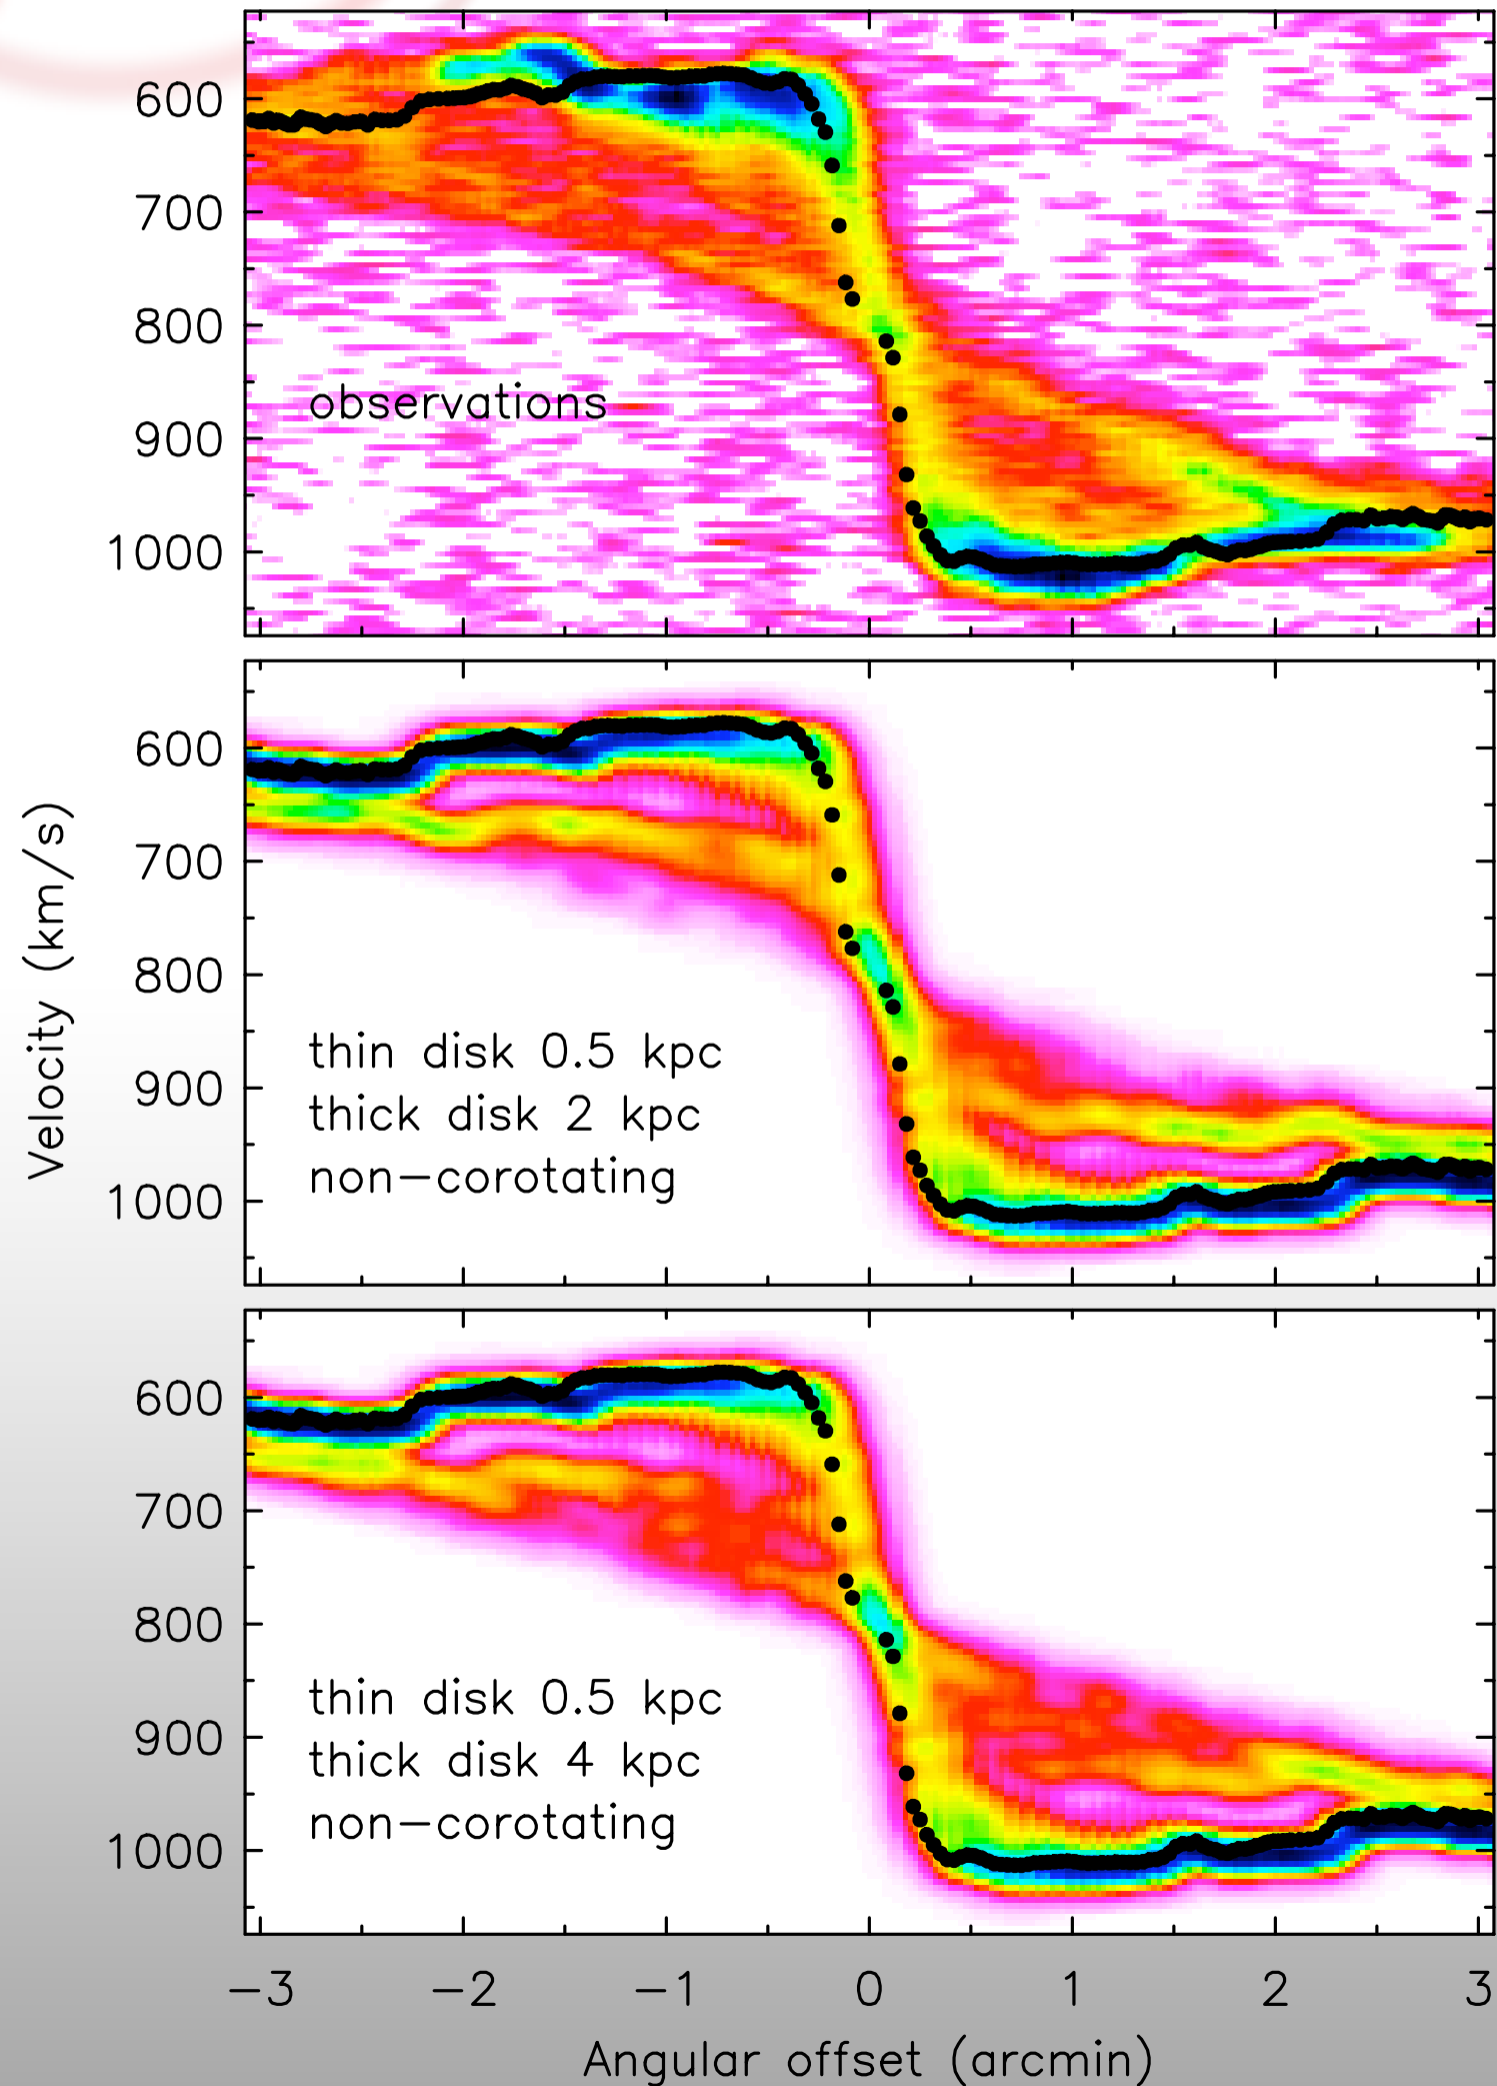 600
700
800
900
1000
observations
600
700
800
900
1000
thin disk 0.5 kpc
thick disk 2 kpc
non-corotating
Velocity (km/s)
600
700
800
900
1000
thin disk 0.5 kpc
thick disk 4 kpc
non-corotating
-3 -2 -1 0 1 2 3
Angular offset (arcmin)